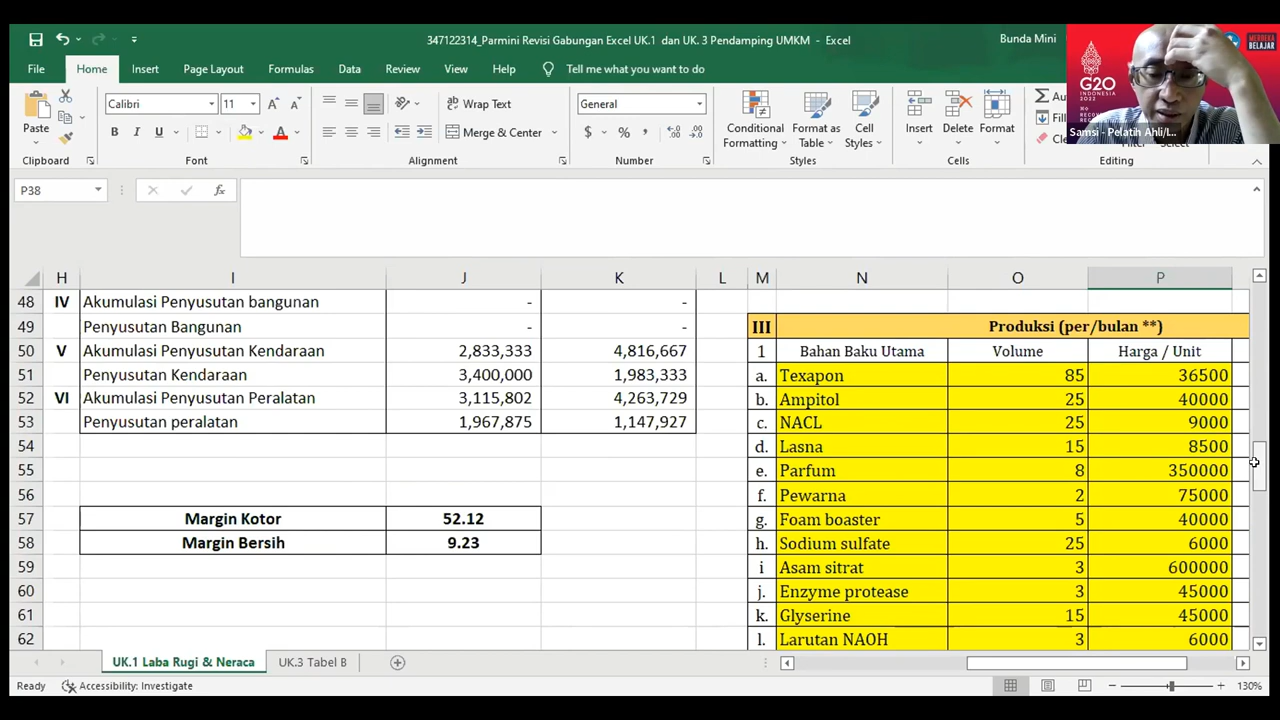 347122314_Parmini Revisi Gabungan Excel UK.1 dan UK. 3 Pendamping UMKM - Excel
Bunda Mini
File Home Insert Page Layout Formulas Data Review View Help Tell me what you want to do
G20
INDONESIA
2022
MERDEKA
BELAJAR
Samsi - Pelatih Ahli/I...
Paste
Calibri 11
Wrap Text
Merge & Center
General
Conditional Formatting
Format as Table
Cell Styles
Insert
Delete
Format
Clipboard Font Alignment Number Styles Cells Editing
P38 fx
H I J K L M N O P
48 IV Akumulasi Penyusutan bangunan - -
49 Penyusutan Bangunan - - III Produksi (per/bulan **)
50 V Akumulasi Penyusutan Kendaraan 2,833,333 4,816,667 1 Bahan Baku Utama Volume Harga / Unit
51 Penyusutan Kendaraan 3,400,000 1,983,333 a. Texapon 85 36500
52 VI Akumulasi Penyusutan Peralatan 3,115,802 4,263,729 b. Ampitol 25 40000
53 Penyusutan peralatan 1,967,875 1,147,927 c. NACL 25 9000
54 d. Lasna 15 8500
55 e. Parfum 8 350000
56 f. Pewarna 2 75000
57 Margin Kotor 52.12 g. Foam boaster 5 40000
58 Margin Bersih 9.23 h. Sodium sulfate 25 6000
59 i Asam sitrat 3 600000
60 j. Enzyme protease 3 45000
61 k. Glyserine 15 45000
62 l. Larutan NAOH 3 6000
UK.1 Laba Rugi & Neraca UK.3 Tabel B
Ready Accessibility: Investigate 130%